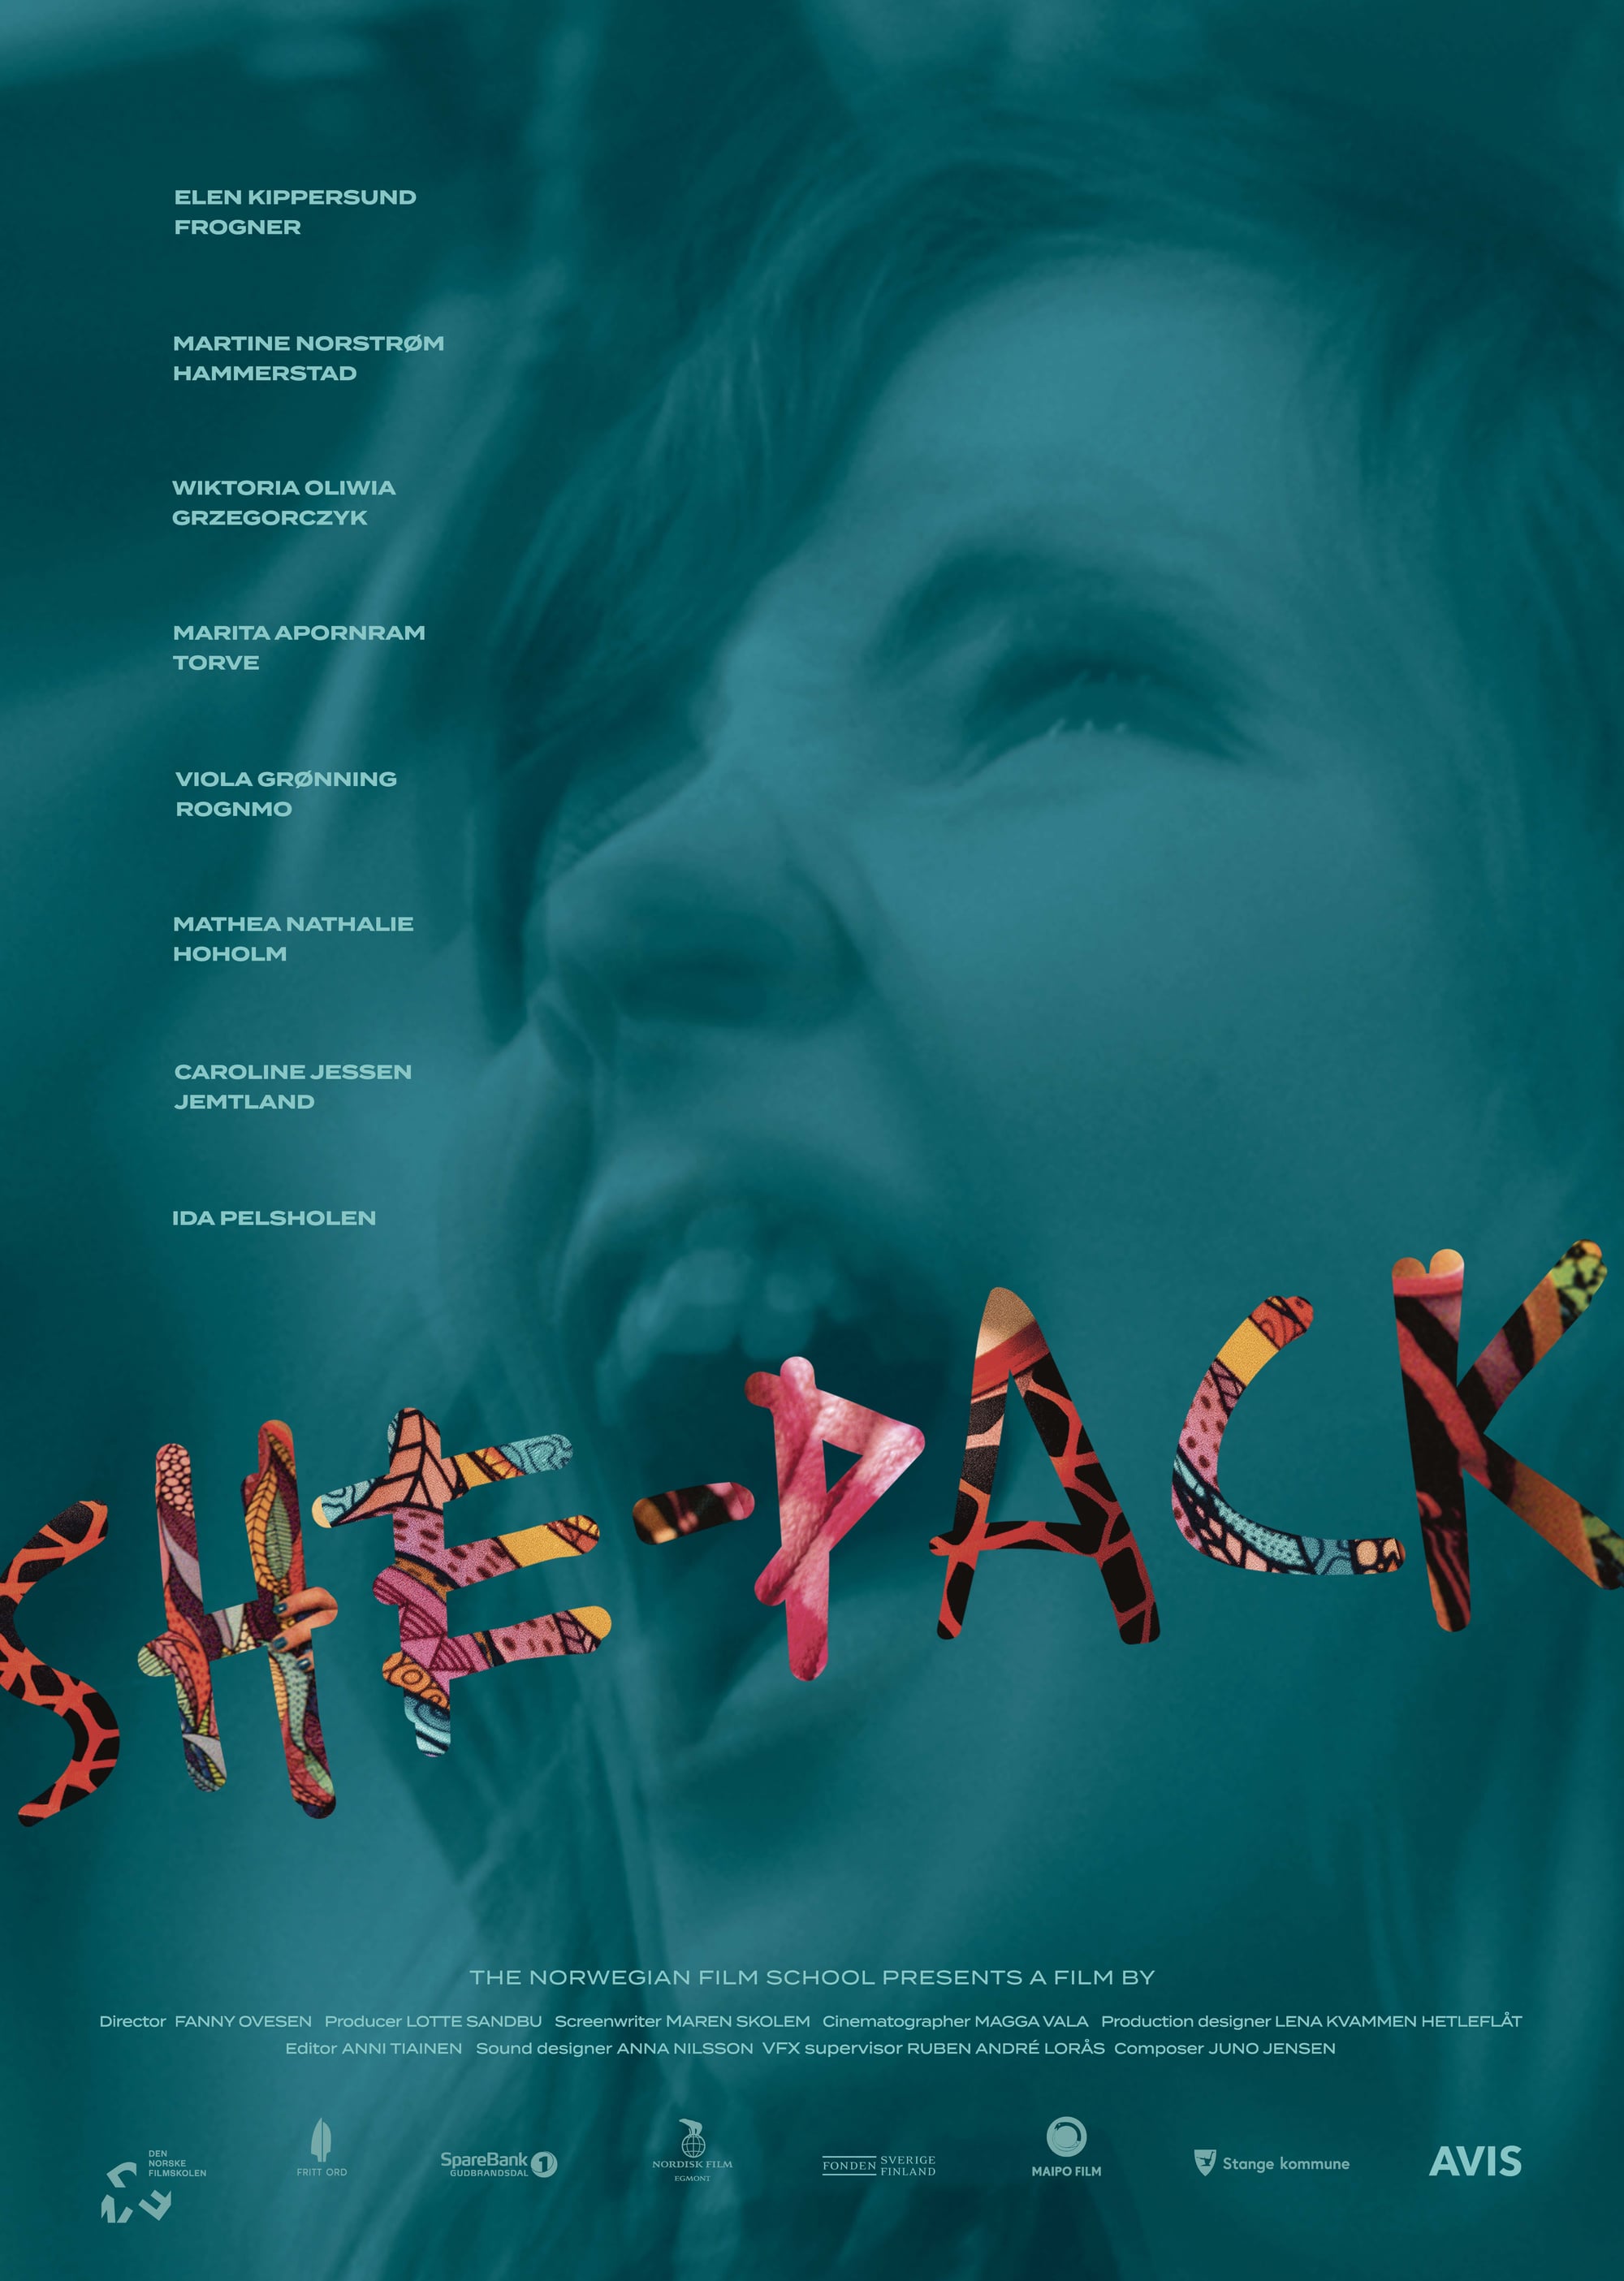 ELEN KIPPERSUND
FROGNER
MARTINE NORSTRØM
HAMMERSTAD
WIKTORIA OLIWIA
GRZEGORCZYK
MARITA APORNRAM
TORVE
VIOLA GRØNNING
ROGNMO
MATHEA NATHALIE
HOHOLM
CAROLINE JESSEN
JEMTLAND
IDA PELSHOLEN
SHE-PACK
THE NORWEGIAN FILM SCHOOL PRESENTS A FILM BY
Director FANNY OVESEN Producer LOTTE SANDBU Screenwriter MAREN SKOLEM Cinematographer MAGGA VALA Production designer LENA KVAMMEN HETLEFLÅT
Editor ANNI TIAINEN Sound designer ANNA NILSSON VFX supervisor RUBEN ANDRÉ LORÅS Composer JUNO JENSEN
DEN
NORSKE
FILMSKOLEN
FRITT ORD
SpareBank 1
GUDBRANDSDAL
NORDISK FILM
EGMONT
FONDEN SVERIGE
FINLAND
MAIPO FILM
Stange kommune
AVIS